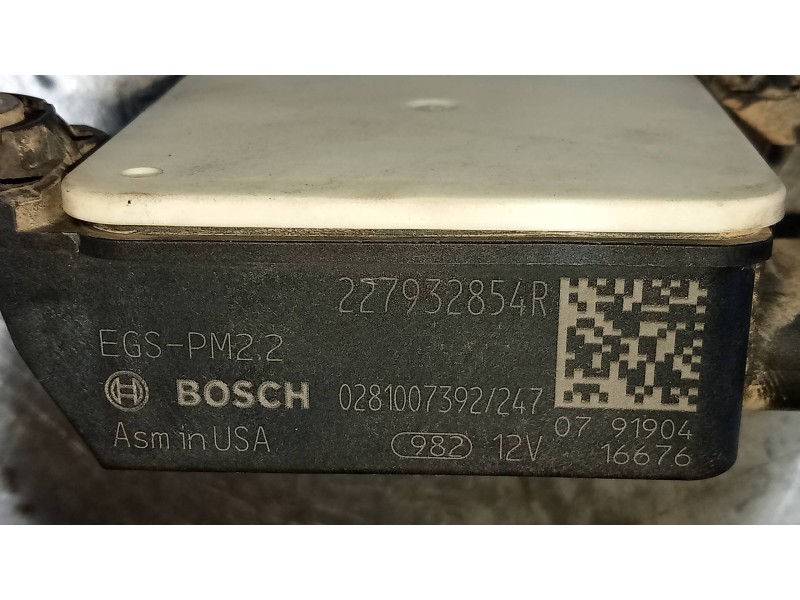 227932854R
EGS-PM2.2
BOSCH 0281007392/247
Asm in USA 982 12V
07 91904
16676